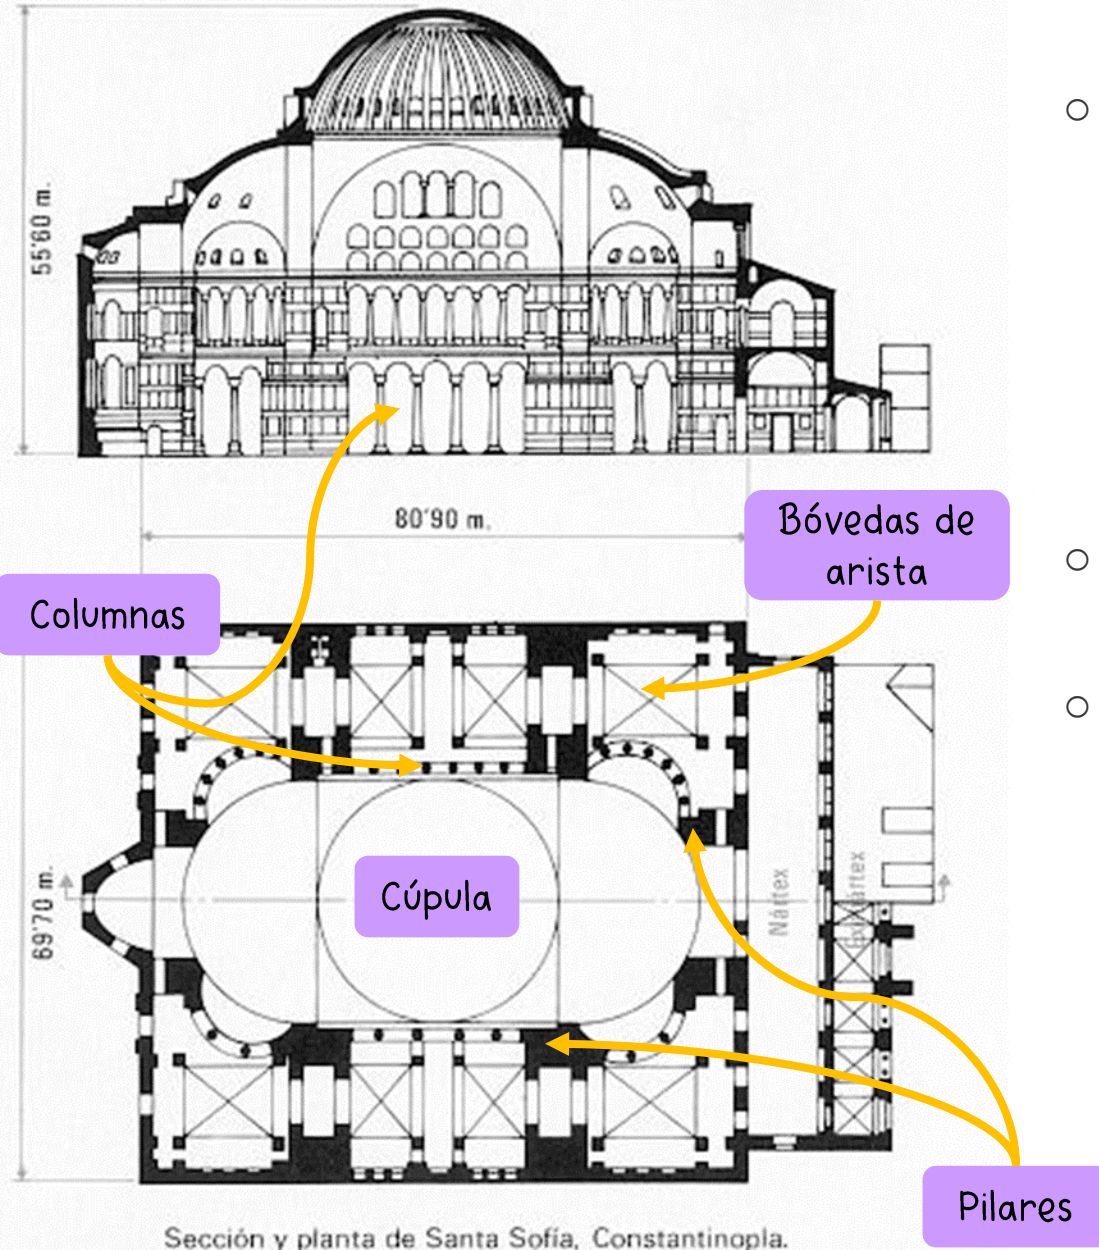 55'60 m.
80'90 m.
Bóvedas de
arista
Columnas
Cúpula
69'70 m.
Nártex
Exonártex
Pilares
Sección y planta de Santa Sofía, Constantinopla.